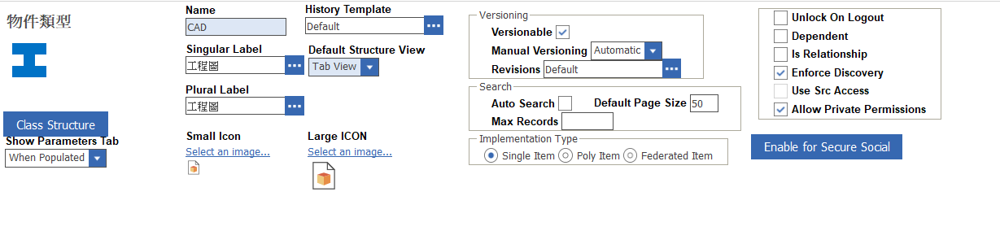 物件類型
Class Structure
Show Parameters Tab
When Populated
Name
CAD
History Template
Default
Singular Label
工程圖
Default Structure View
Tab View
Plural Label
工程圖
Small Icon
Select an image...
Large ICON
Select an image...
Versioning
Versionable
Manual Versioning Automatic
Revisions Default
Search
Auto Search Default Page Size 50
Max Records
Implementation Type
Single Item Poly Item Federated Item
Unlock On Logout
Dependent
Is Relationship
Enforce Discovery
Use Src Access
Allow Private Permissions
Enable for Secure Social